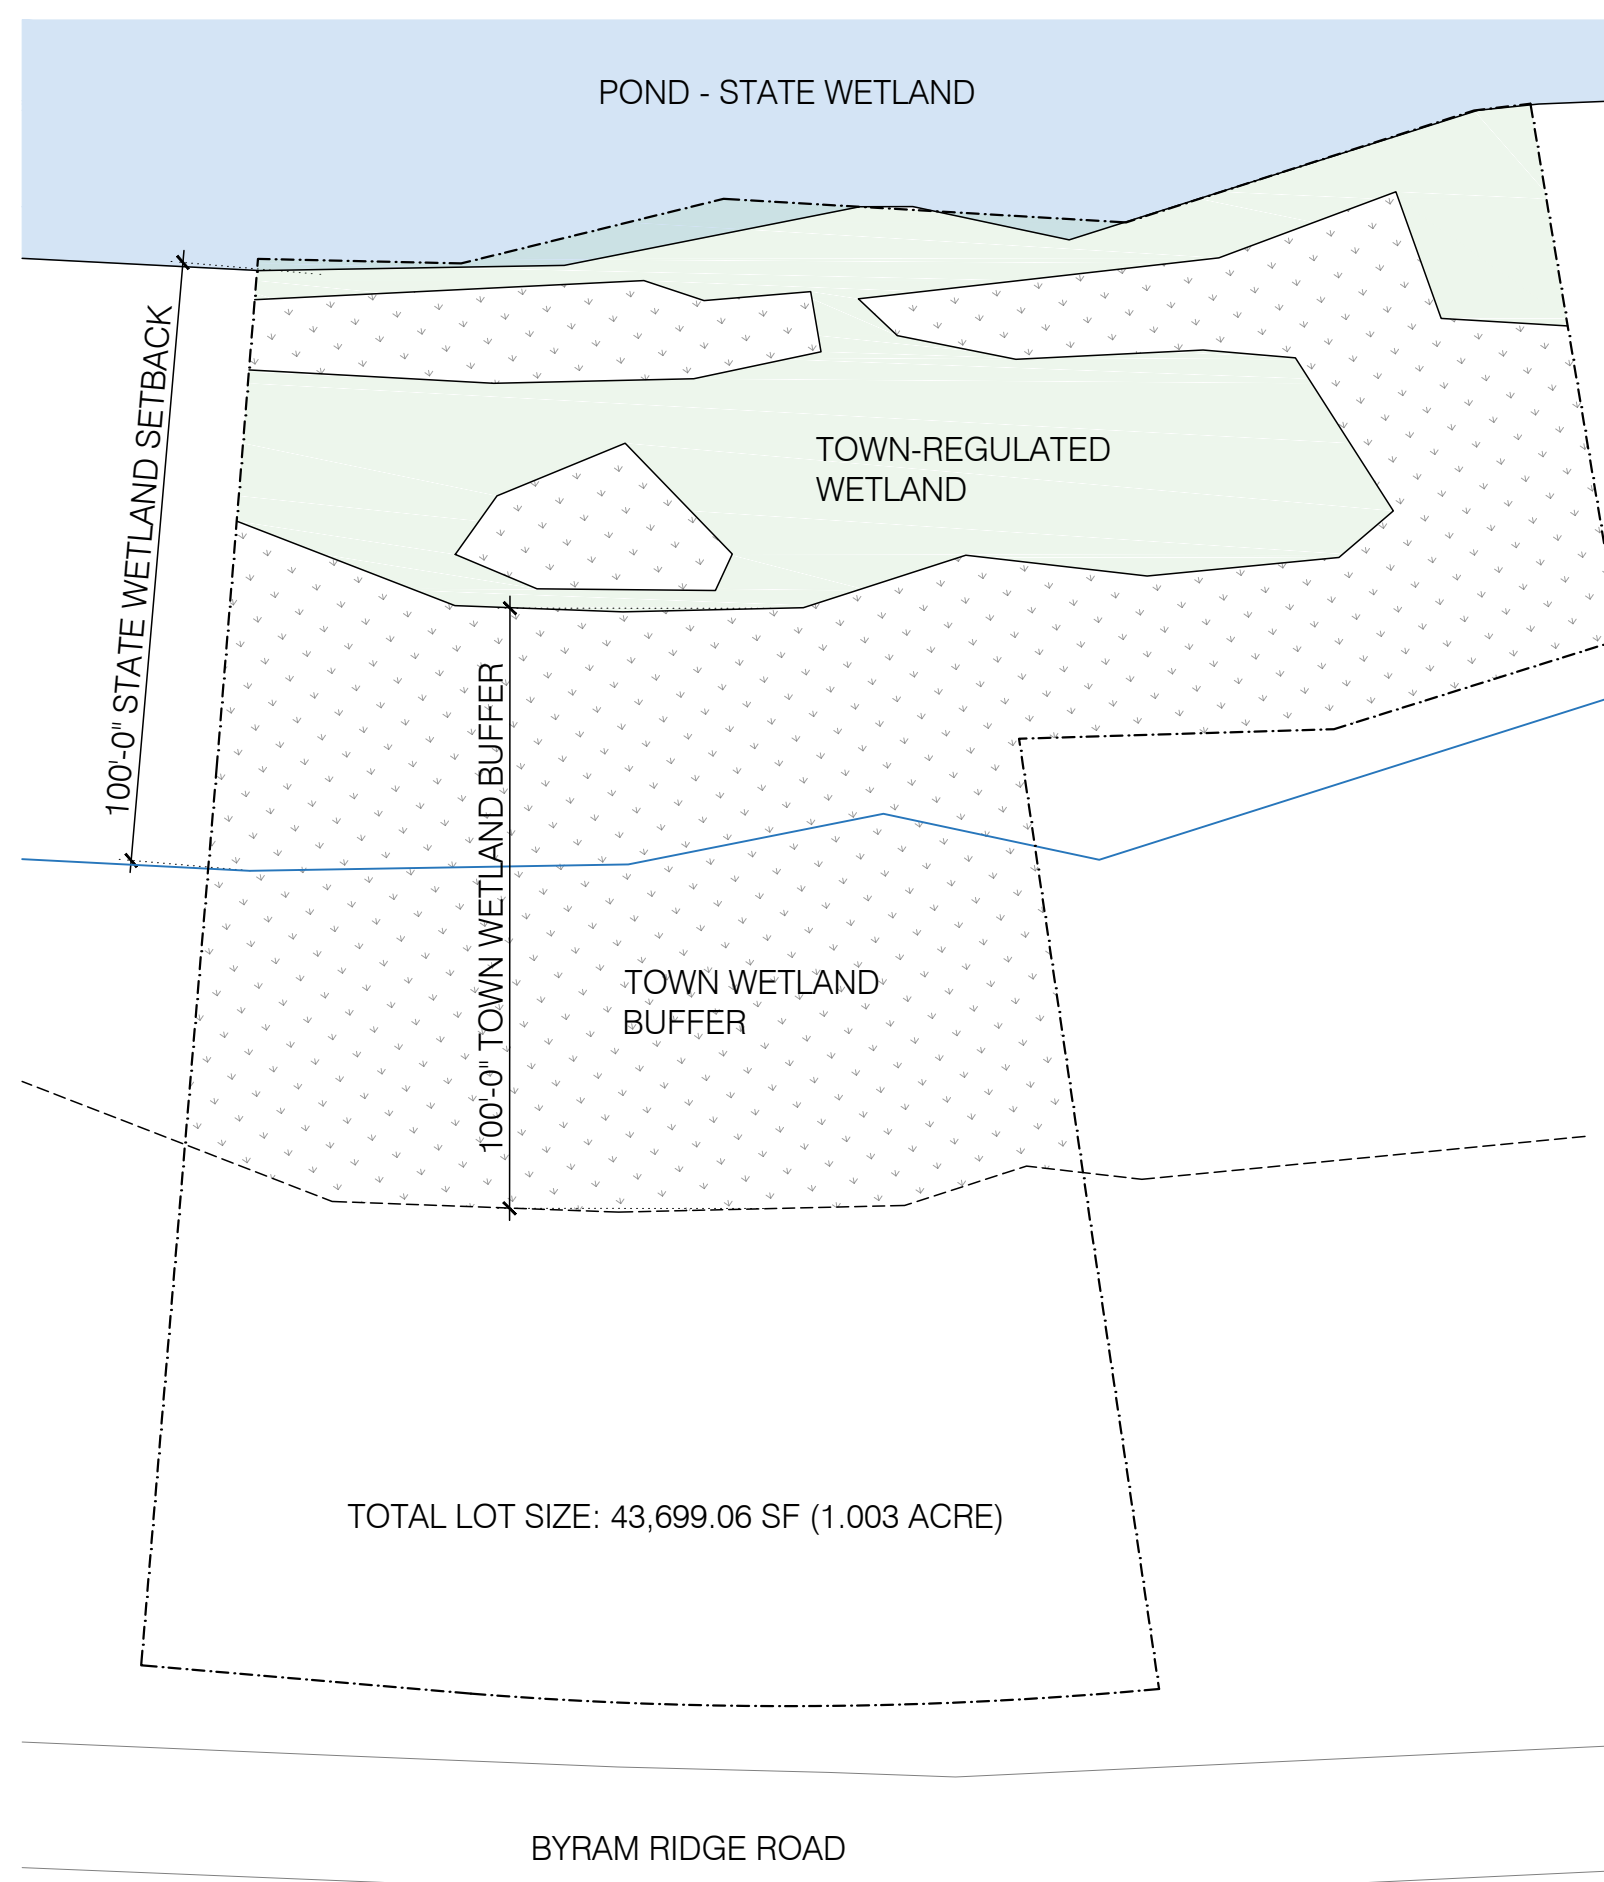 POND - STATE WETLAND
100'-0" STATE WETLAND SETBACK
TOWN-REGULATED
WETLAND
100'-0" TOWN WETLAND BUFFER
TOWN WETLAND
BUFFER
TOTAL LOT SIZE: 43,699.06 SF (1.003 ACRE)
BYRAM RIDGE ROAD